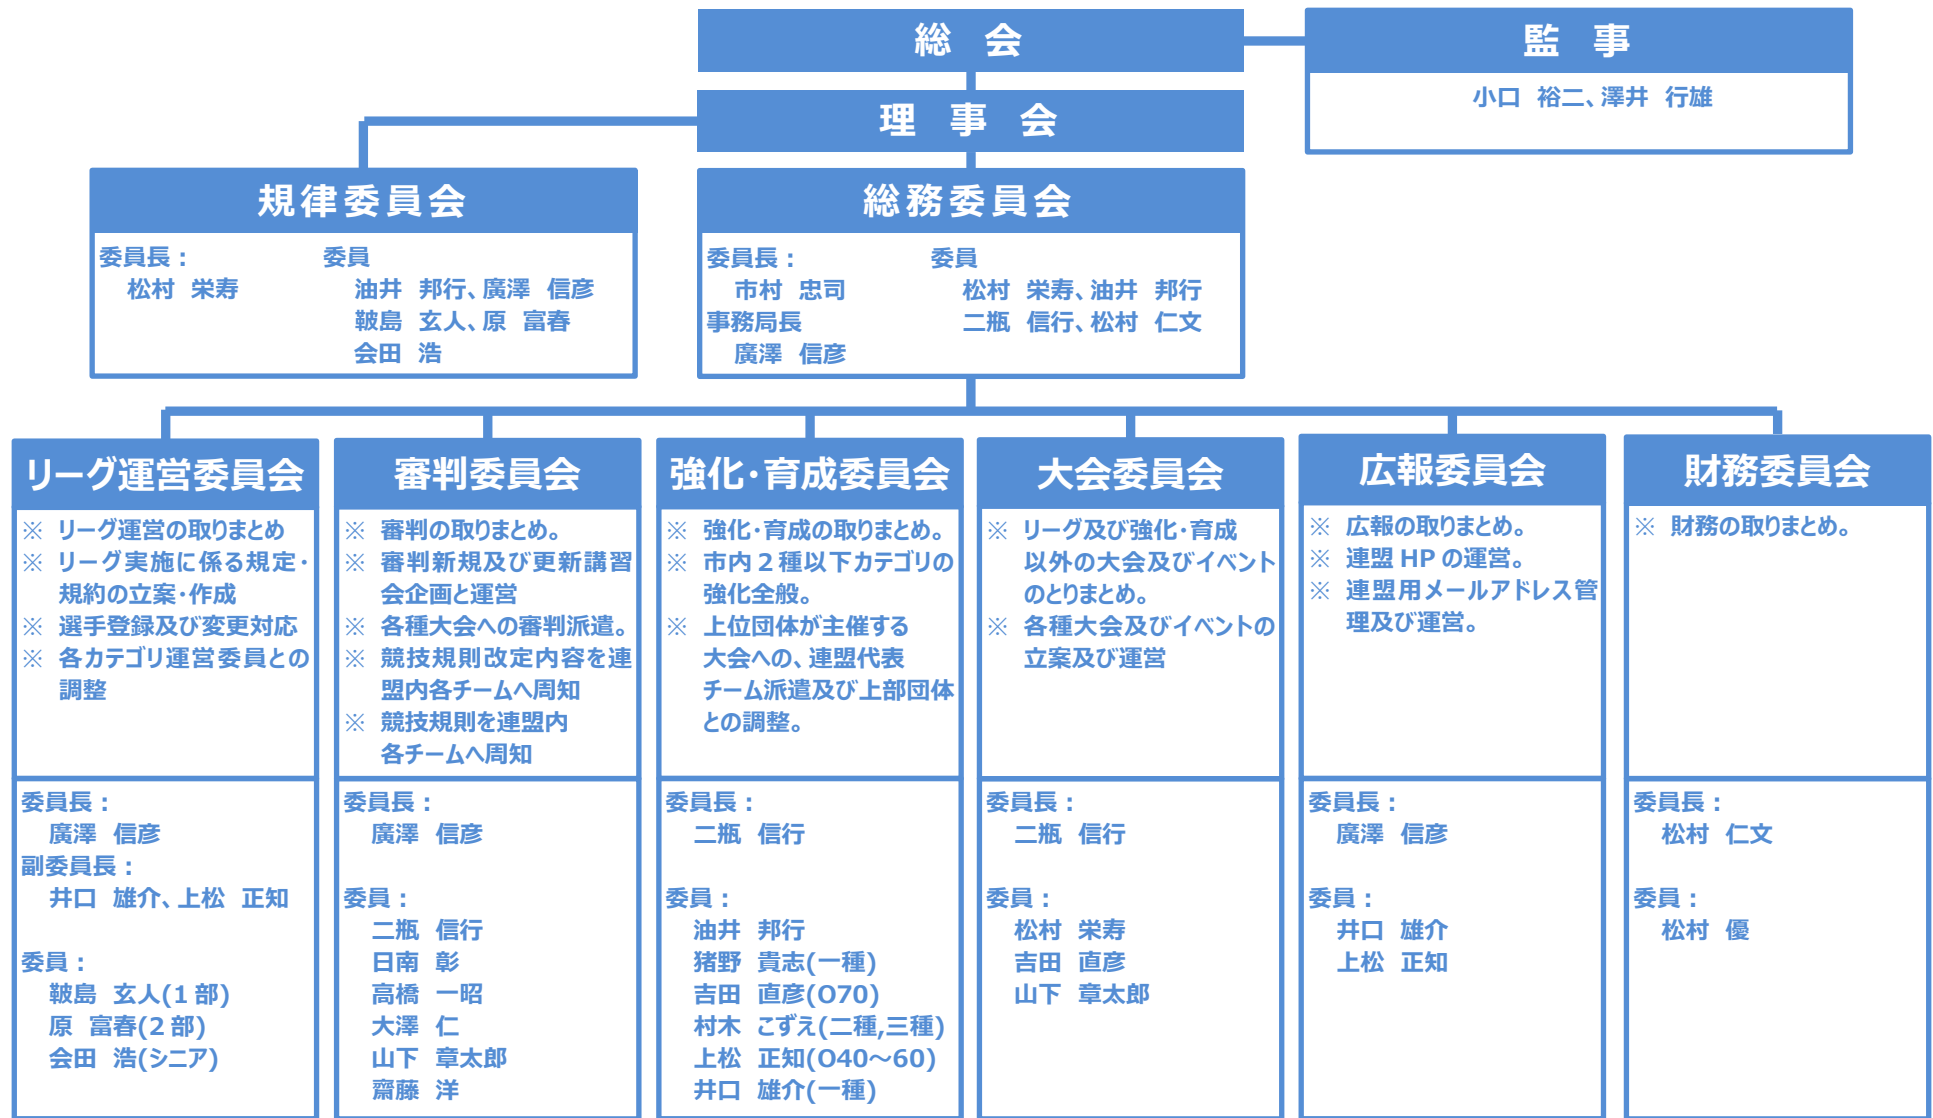 総 会
監 事
小口 裕二、澤井 行雄
理 事 会
規律委員会
委員長：
松村 栄寿
委員
油井 邦行、廣澤 信彦
鞁島 玄人、原 富春
会田 浩
総務委員会
委員長：
市村 忠司
事務局長
廣澤 信彦
委員
松村 栄寿、油井 邦行
二瓶 信行、松村 仁文
リーグ運営委員会
※ リーグ運営の取りまとめ
※ リーグ実施に係る規定・
規約の立案・作成
※ 選手登録及び変更対応
※ 各カテゴリ運営委員との
調整
委員長：
廣澤 信彦
副委員長：
井口 雄介、上松 正知
委員：
鞁島 玄人(1部)
原 富春(2部)
会田 浩(シニア)
審判委員会
※ 審判の取りまとめ。
※ 審判新規及び更新講習
会企画と運営
※ 各種大会への審判派遣。
※ 競技規則改定内容を連
盟内各チームへ周知
※ 競技規則を連盟内
各チームへ周知
委員長：
廣澤 信彦
委員：
二瓶 信行
日南 彰
高橋 一昭
大澤 仁
山下 章太郎
齋藤 洋
強化・育成委員会
※ 強化・育成の取りまとめ。
※ 市内2種以下カテゴリの
強化全般。
※ 上位団体が主催する
大会への、連盟代表
チーム派遣及び上部団体
との調整。
委員長：
二瓶 信行
委員：
油井 邦行
猪野 貴志(一種)
吉田 直彦(O70)
村木 こずえ(二種,三種)
上松 正知(O40～60)
井口 雄介(一種)
大会委員会
※ リーグ及び強化・育成
以外の大会及びイベント
のとりまとめ。
※ 各種大会及びイベントの
立案及び運営
委員長：
二瓶 信行
委員：
松村 栄寿
吉田 直彦
山下 章太郎
広報委員会
※ 広報の取りまとめ。
※ 連盟HPの運営。
※ 連盟用メールアドレス管
理及び運営。
委員長：
廣澤 信彦
委員：
井口 雄介
上松 正知
財務委員会
※ 財務の取りまとめ。
委員長：
松村 仁文
委員：
松村 優